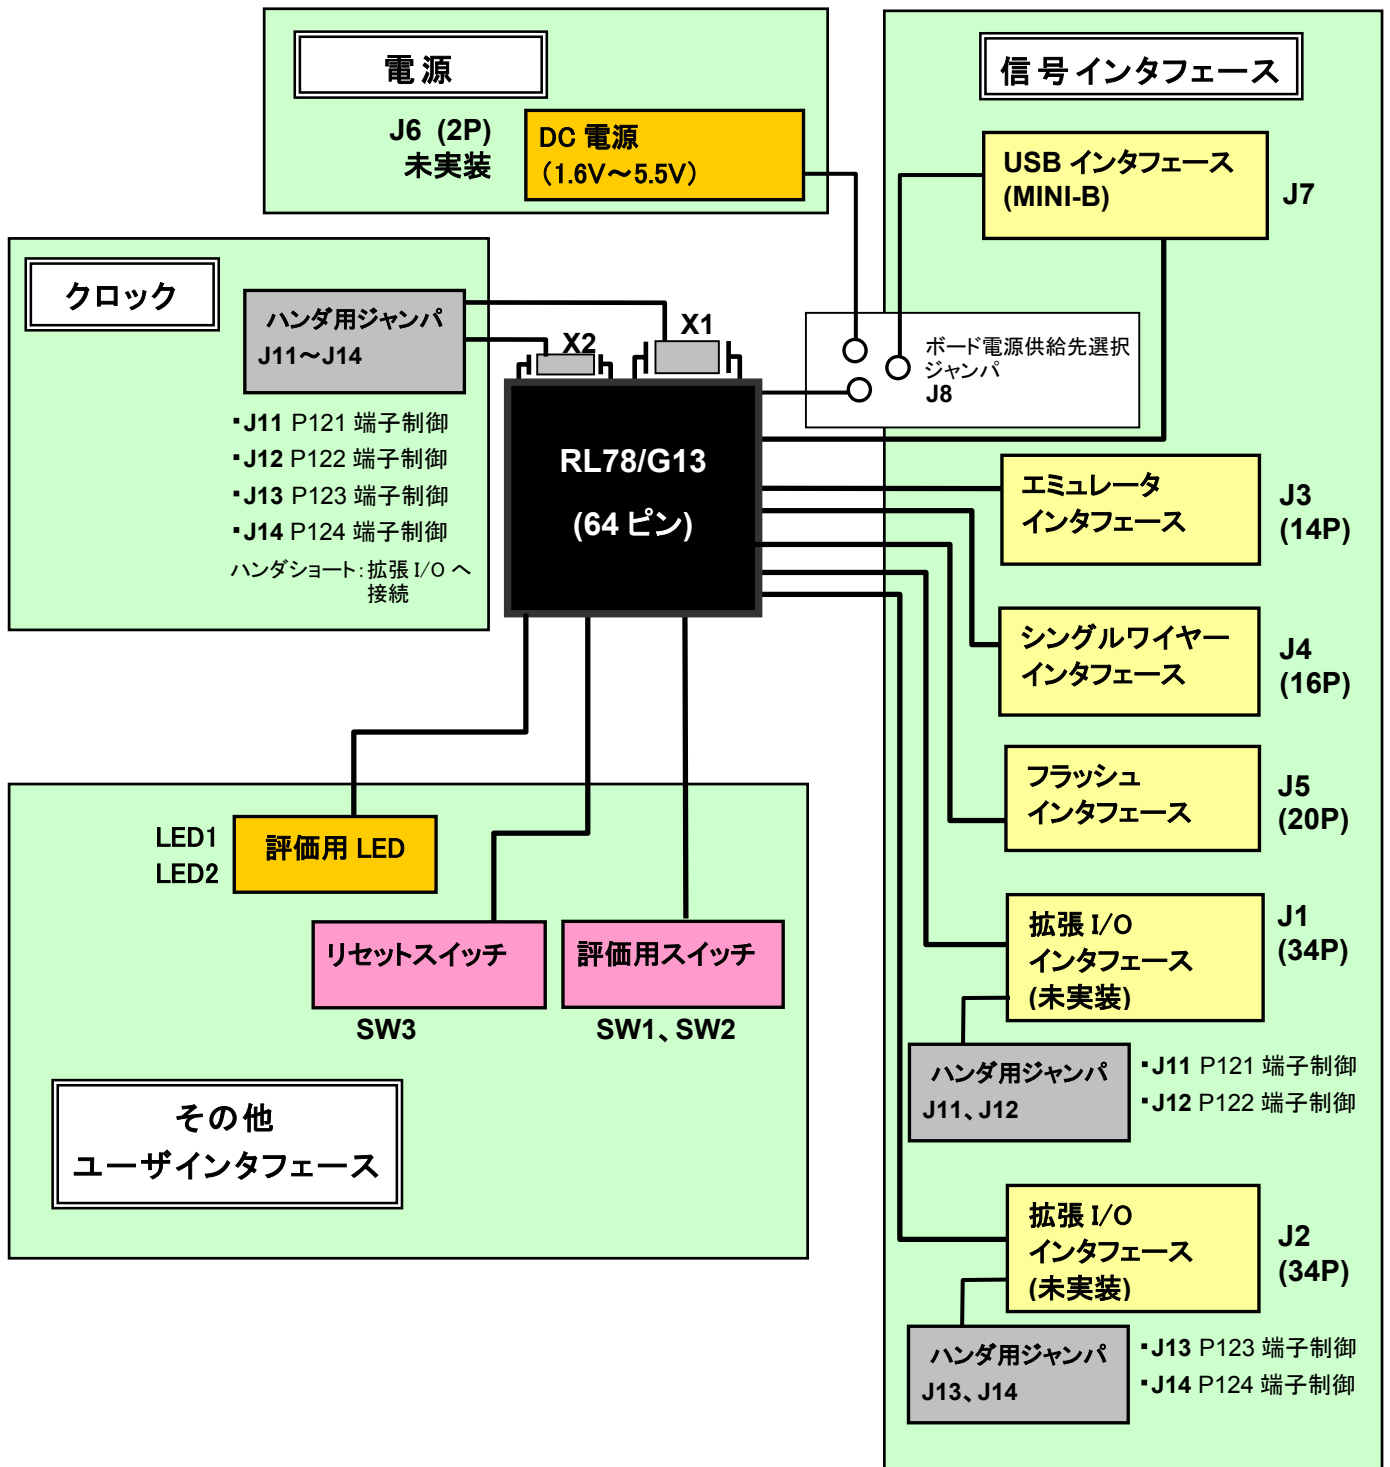 電源
J6 (2P)
未実装
DC 電源
(1.6V～5.5V)
信号インタフェース
USB インタフェース
(MINI-B)
J7
クロック
ハンダ用ジャンパ
J11～J14
・J11 P121 端子制御
・J12 P122 端子制御
・J13 P123 端子制御
・J14 P124 端子制御
ハンダショート：拡張 I/O へ
接続
X2
X1
ボード電源供給先選択
ジャンパ
J8
RL78/G13
(64 ピン)
エミュレータ
インタフェース
J3
(14P)
シングルワイヤー
インタフェース
J4
(16P)
フラッシュ
インタフェース
J5
(20P)
拡張 I/O
インタフェース
(未実装)
J1
(34P)
ハンダ用ジャンパ
J11、J12
・J11 P121 端子制御
・J12 P122 端子制御
拡張 I/O
インタフェース
(未実装)
J2
(34P)
ハンダ用ジャンパ
J13、J14
・J13 P123 端子制御
・J14 P124 端子制御
LED1
LED2
評価用 LED
リセットスイッチ
SW3
評価用スイッチ
SW1、SW2
その他
ユーザインタフェース